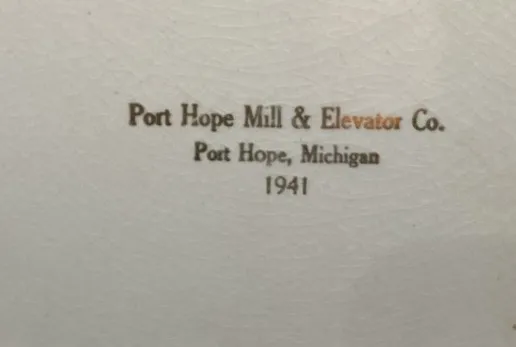 Port Hope Mill & Elevator Co.
Port Hope, Michigan
1941